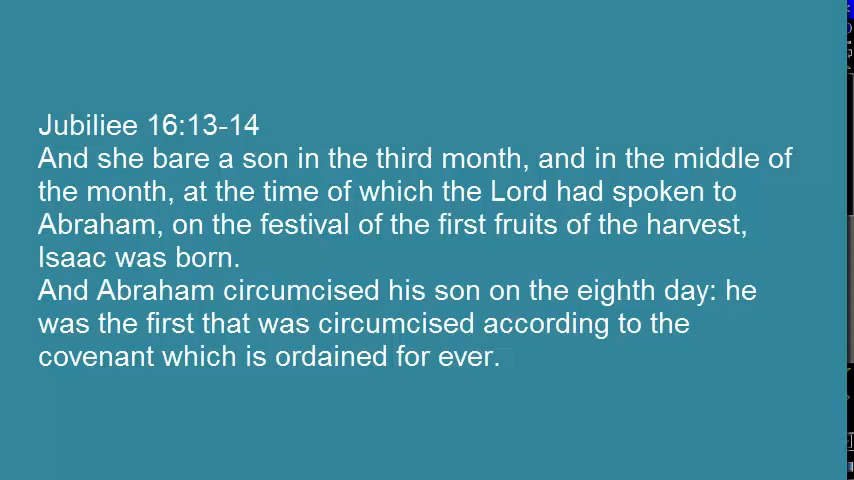 Jubiliee 16:13-14
And she bare a son in the third month, and in the middle of
the month, at the time of which the Lord had spoken to
Abraham, on the festival of the first fruits of the harvest,
Isaac was born.
And Abraham circumcised his son on the eighth day: he
was the first that was circumcised according to the
covenant which is ordained for ever.